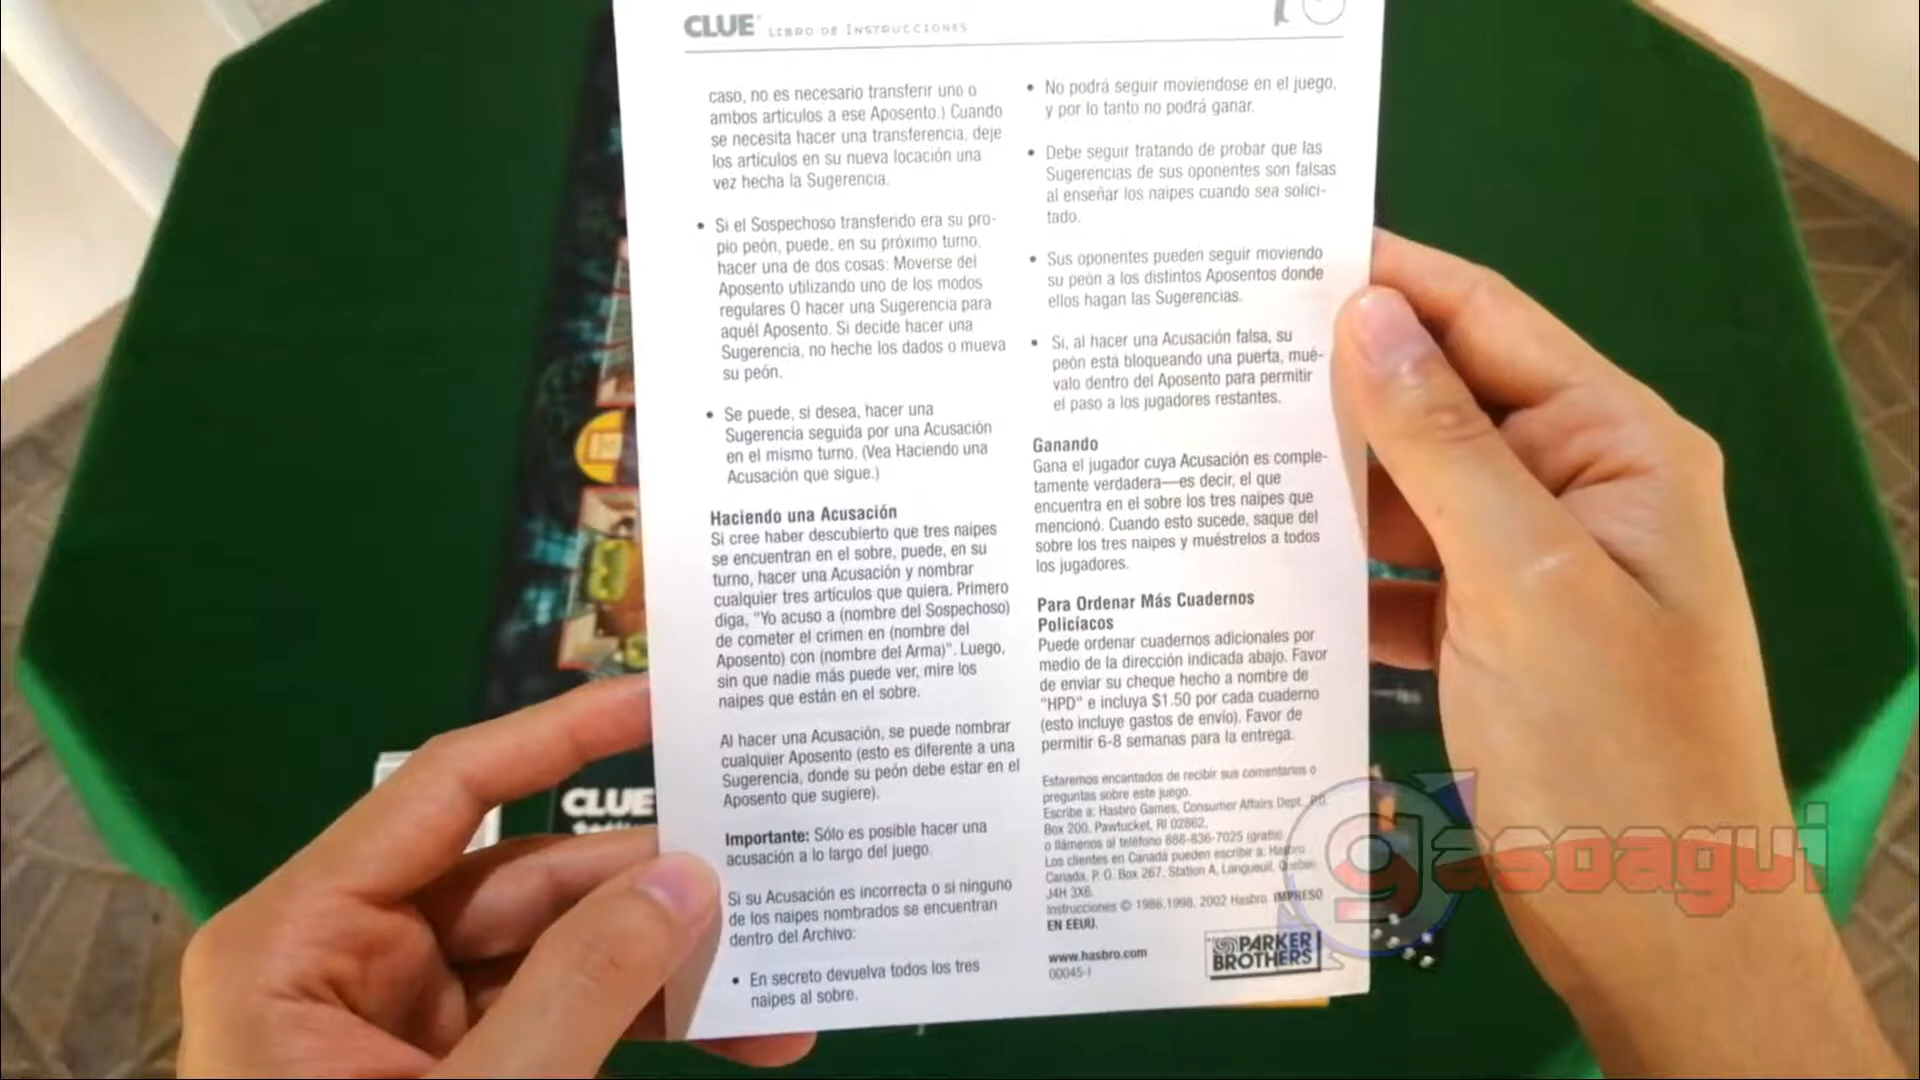 CLUE LIBRO DE INSTRUCCIONES
caso, no es necesario transferir uno o
ambos artículos a ese Aposento.) Cuando
se necesita hacer una transferencia, deje
los artículos en su nueva locación una
vez hecha la Sugerencia.
• Si el Sospechoso transferido era su pro-
pio peón, puede, en su próximo turno,
hacer una de dos cosas: Moverse del
Aposento utilizando uno de los modos
regulares O hacer una Sugerencia para
aquél Aposento. Si decide hacer una
Sugerencia, no heche los dados o mueva
su peón.
• Se puede, si desea, hacer una
Sugerencia seguida por una Acusación
en el mismo turno. (Vea Haciendo una
Acusación que sigue.)
Haciendo una Acusación
Si cree haber descubierto que tres naipes
se encuentran en el sobre, puede, en su
turno, hacer una Acusación y nombrar
cualquier tres artículos que quiera. Primero
diga, "Yo acuso a (nombre del Sospechoso)
de cometer el crimen en (nombre del
Aposento) con (nombre del Arma)". Luego,
sin que nadie más puede ver, mire los
naipes que están en el sobre.
Al hacer una Acusación, se puede nombrar
cualquier Aposento (esto es diferente a una
Sugerencia, donde su peón debe estar en el
Aposento que sugiere).
Importante: Sólo es posible hacer una
acusación a lo largo del juego.
Si su Acusación es incorrecta o si ninguno
de los naipes nombrados se encuentran
dentro del Archivo:
• En secreto devuelva todos los tres
naipes al sobre.
• No podrá seguir moviendose en el juego,
y por lo tanto no podrá ganar.
• Debe seguir tratando de probar que las
Sugerencias de sus oponentes son falsas
al enseñar los naipes cuando sea solici-
tado.
• Sus oponentes pueden seguir moviendo
su peón a los distintos Aposentos donde
ellos hagan las Sugerencias.
• Si, al hacer una Acusación falsa, su
peón está bloqueando una puerta, mué-
valo dentro del Aposento para permitir
el paso a los jugadores restantes.
Ganando
Gana el jugador cuya Acusación es comple-
tamente verdadera—es decir, el que
encuentra en el sobre los tres naipes que
mencionó. Cuando esto sucede, saque del
sobre los tres naipes y muéstrelos a todos
los jugadores.
Para Ordenar Más Cuadernos
Policíacos
Puede ordenar cuadernos adicionales por
medio de la dirección indicada abajo. Favor
de enviar su cheque hecho a nombre de
"HPD" e incluya $1.50 por cada cuaderno
(esto incluye gastos de envío). Favor de
permitir 6-8 semanas para la entrega.
Estaremos encantados de recibir sus comentarios o
preguntas sobre este juego.
Escribe a: Hasbro Games, Consumer Affairs Dept., P.O.
Box 200, Pawtucket, RI 02862,
o llámenos al teléfono 888-836-7025 (gratis).
Los clientes en Canada pueden escribir a: Hasbro
Canada, P. O. Box 267, Station A, Longueuil, Quebec
J4H 3X6.
Instrucciones © 1986,1998, 2002 Hasbro. IMPRESO
EN EEUU.
www.hasbro.com
00045-I
PARKER
BROTHERS
CLUE
gasoagui